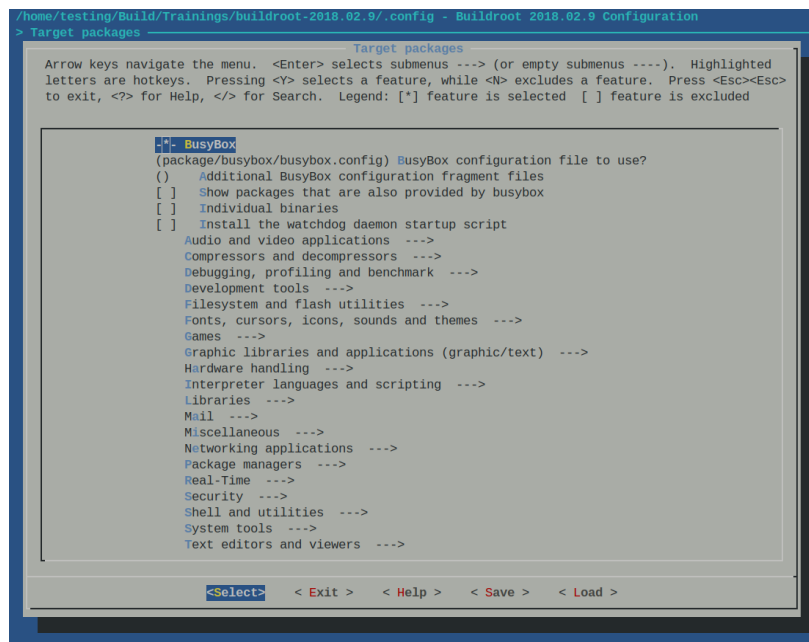 /home/testing/Build/Trainings/buildroot-2018.02.9/.config - Buildroot 2018.02.9 Configuration
> Target packages
Target packages
Arrow keys navigate the menu.  <Enter> selects submenus ---> (or empty submenus ----).  Highlighted
letters are hotkeys.  Pressing <Y> selects a feature, while <N> excludes a feature.  Press <Esc><Esc>
to exit, <?> for Help, </> for Search.  Legend: [*] feature is selected  [ ] feature is excluded
-*- BusyBox
(package/busybox/busybox.config) BusyBox configuration file to use?
()    Additional BusyBox configuration fragment files
[ ]   Show packages that are also provided by busybox
[ ]   Individual binaries
[ ]   Install the watchdog daemon startup script
Audio and video applications  --->
Compressors and decompressors  --->
Debugging, profiling and benchmark  --->
Development tools  --->
Filesystem and flash utilities  --->
Fonts, cursors, icons, sounds and themes  --->
Games  --->
Graphic libraries and applications (graphic/text)  --->
Hardware handling  --->
Interpreter languages and scripting  --->
Libraries  --->
Mail  --->
Miscellaneous  --->
Networking applications  --->
Package managers  --->
Real-Time  --->
Security  --->
Shell and utilities  --->
System tools  --->
Text editors and viewers  --->
<Select>    < Exit >    < Help >    < Save >    < Load >